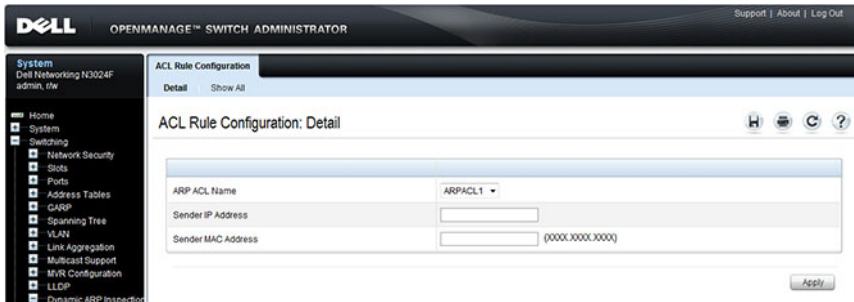 Support | About | Log Out
DELL OPENMANAGE™ SWITCH ADMINISTRATOR
System
Dell Networking N3024F
admin, r/w
Home
System
Switching
Network Security
Slots
Ports
Address Tables
GARP
Spanning Tree
VLAN
Link Aggregation
Multicast Support
MVR Configuration
LLDP
Dynamic ARP Inspection
ACL Rule Configuration
Detail Show All
ACL Rule Configuration: Detail
ARP ACL Name ARPACL1
Sender IP Address
Sender MAC Address (XXXX.XXXX.XXXX)
Apply